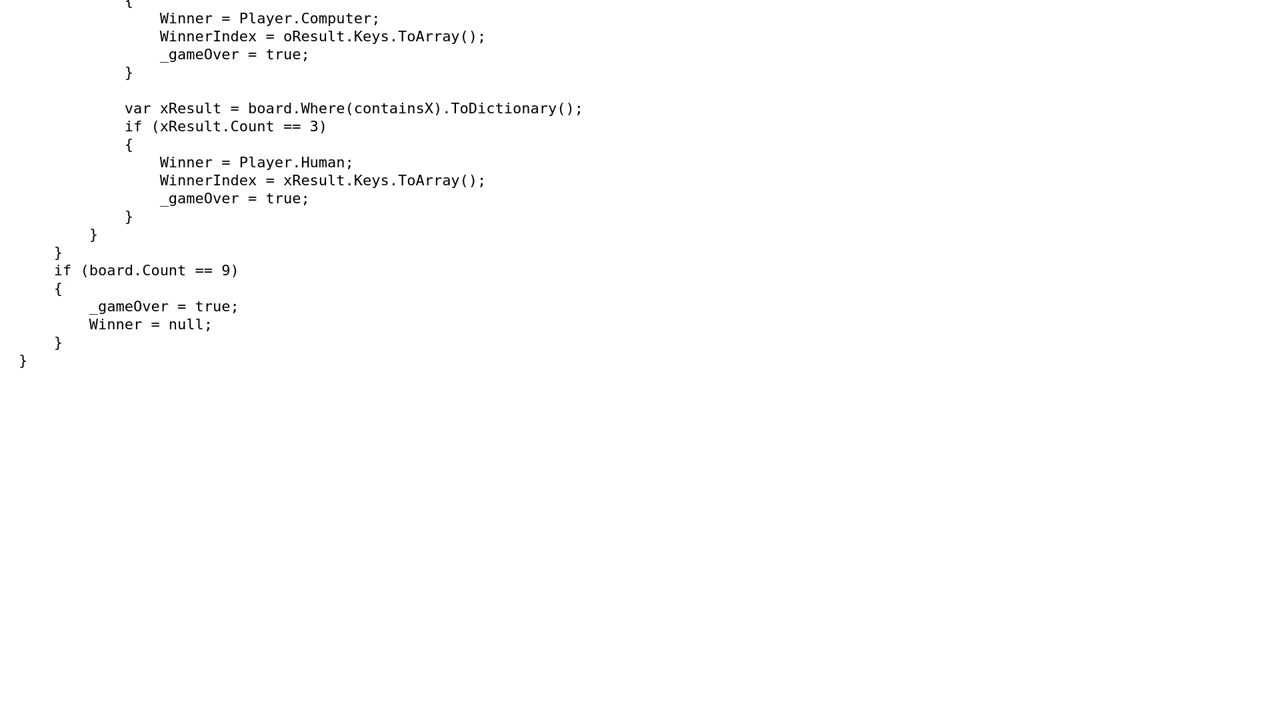 {
Winner = Player.Computer;
WinnerIndex = oResult.Keys.ToArray();
_gameOver = true;
}
var xResult = board.Where(containsX).ToDictionary();
if (xResult.Count == 3)
{
Winner = Player.Human;
WinnerIndex = xResult.Keys.ToArray();
_gameOver = true;
}
}
}
if (board.Count == 9)
{
_gameOver = true;
Winner = null;
}
}